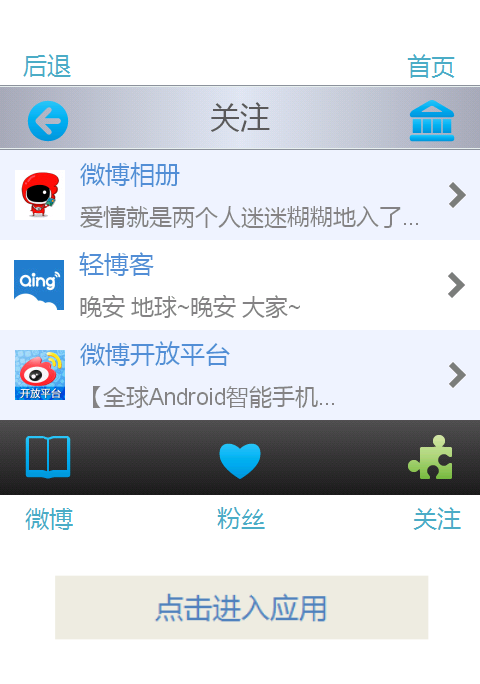 后退 首页
关注
微博相册
爱情就是两个人迷迷糊糊地入了...
Qing
轻博客
晚安 地球~晚安 大家~
微博开放平台
开放平台
【全球Android智能手机...
微博 粉丝 关注
点击进入应用